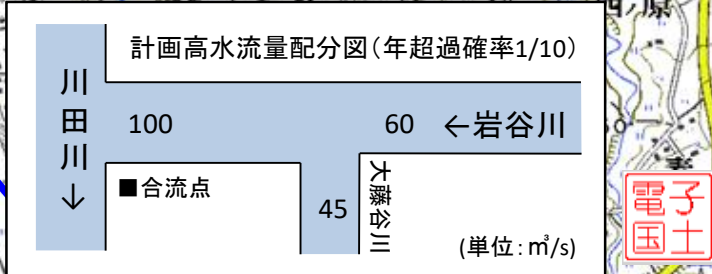 計画高水流量配分図(年超過確率1/10)
川田川↓
100
60
←岩谷川
■合流点
45
大藤谷川
(単位:㎥/s)
原
電子
国土